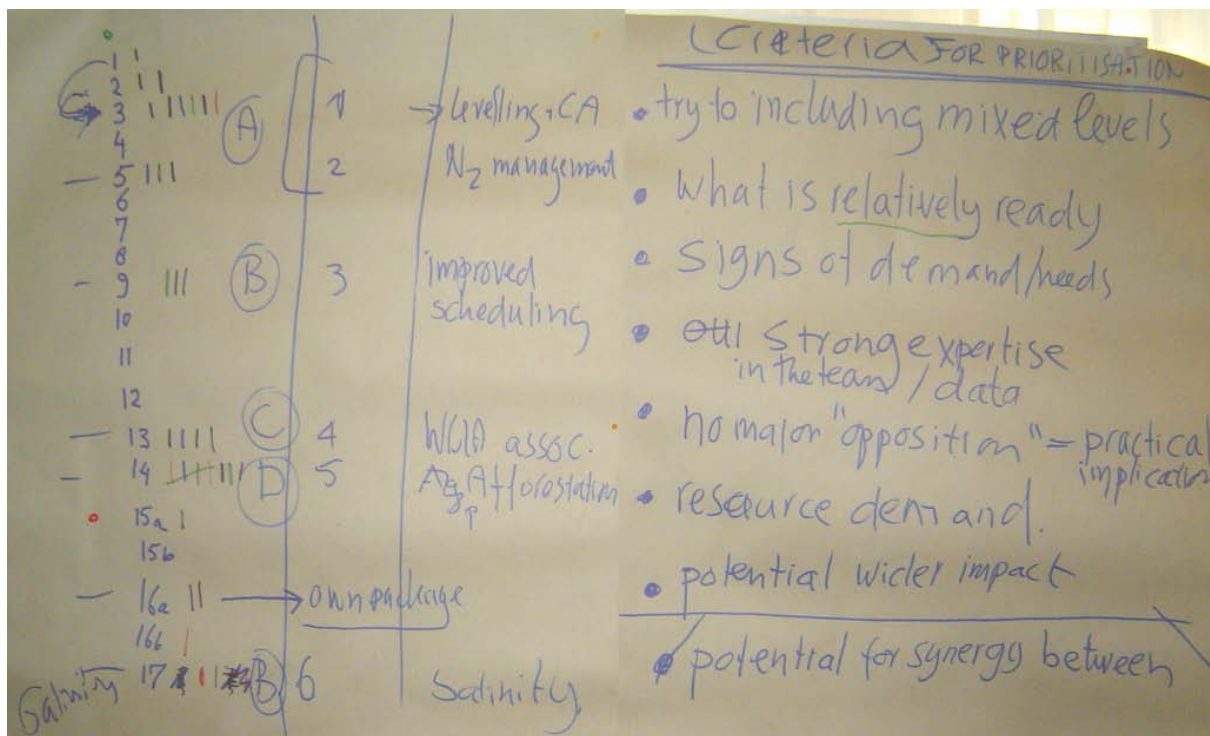 1
2
3 A 1 → levelling + CA
4
5 2 N₂ management
6
7
8
9 B 3 improved
scheduling
10
11
12
13 C 4 WUA assoc.
14 D 5 Afforestation
15a
15b
16a → own package
16b
Salinity 17 B 6 Salinity
Criteteria FOR PRIORITISATION
• try to including mixed levels
• What is relatively ready
• signs of demand/needs
• strong expertise
in the team / data
• no major "opposition" = practical
implication
• resource demand.
• potential wider impact
• potential for synergy between